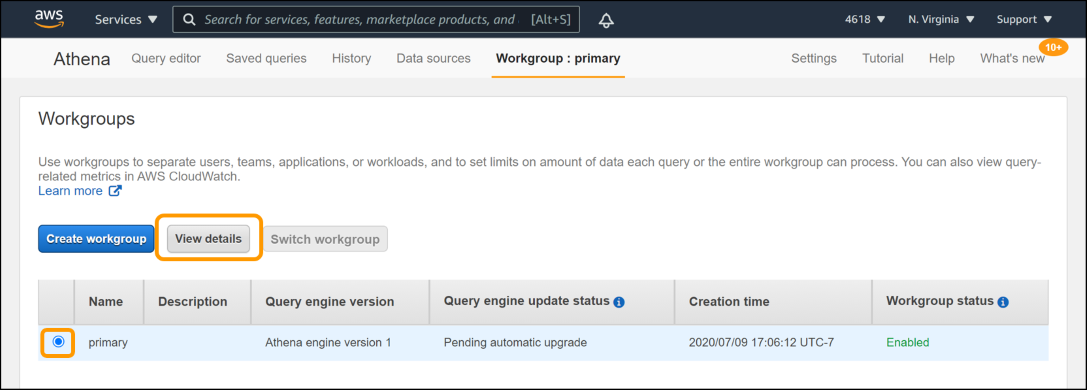 aws Services ▼ Search for services, features, marketplace products, and [Alt+S] 4618 ▼ N. Virginia ▼ Support ▼
10+
Athena Query editor Saved queries History Data sources Workgroup : primary Settings Tutorial Help What's new
Workgroups
Use workgroups to separate users, teams, applications, or workloads, and to set limits on amount of data each query or the entire workgroup can process. You can also view query-
related metrics in AWS CloudWatch.
Learn more
Create workgroup View details Switch workgroup
Name Description Query engine version Query engine update status Creation time Workgroup status
primary Athena engine version 1 Pending automatic upgrade 2020/07/09 17:06:12 UTC-7 Enabled